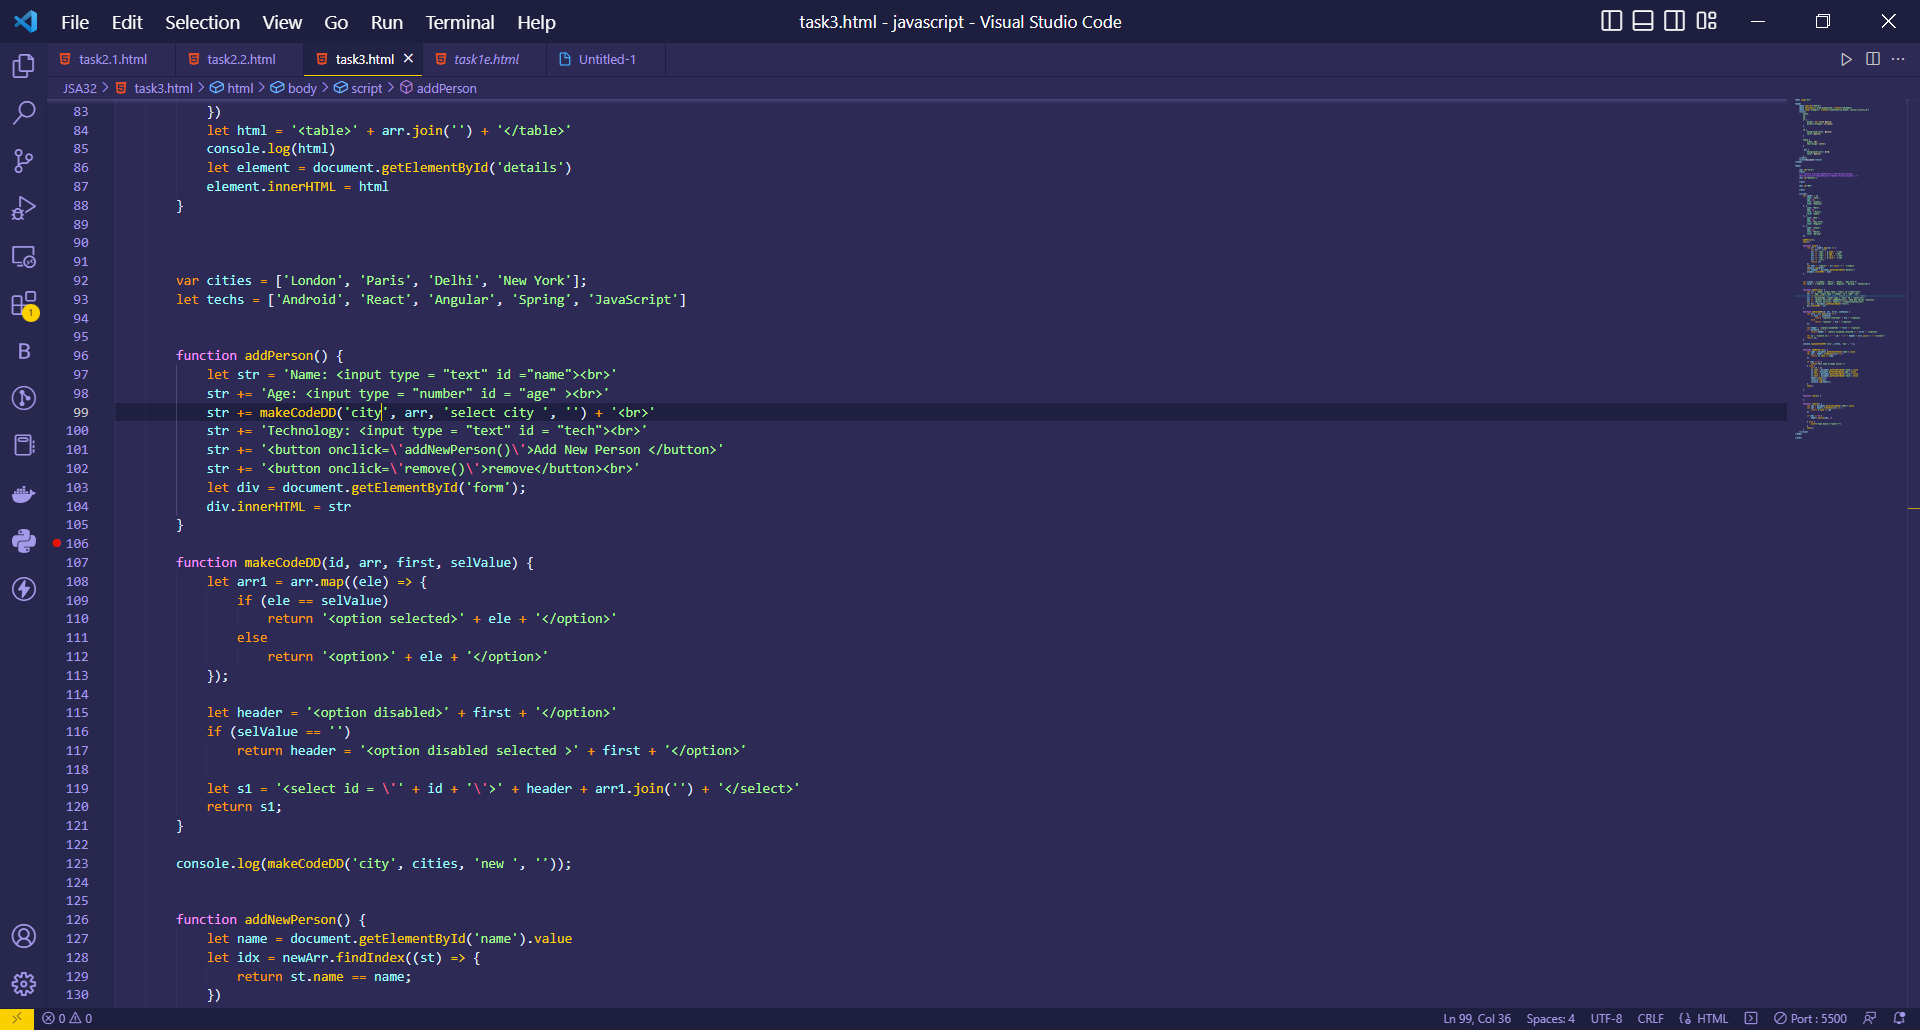 File Edit Selection View Go Run Terminal Help task3.html - javascript - Visual Studio Code
task2.1.html task2.2.html task3.html task1e.html Untitled-1
JSA32 > task3.html > html > body > script > addPerson
83 })
84 let html = '<table>' + arr.join('') + '</table>'
85 console.log(html)
86 let element = document.getElementById('details')
87 element.innerHTML = html
88 }
89
90
91
92 var cities = ['London', 'Paris', 'Delhi', 'New York'];
93 let techs = ['Android', 'React', 'Angular', 'Spring', 'JavaScript']
94
95
96 function addPerson() {
97 let str = 'Name: <input type = "text" id ="name"><br>'
98 str += 'Age: <input type = "number" id = "age" ><br>'
99 str += makeCodeDD('city', arr, 'select city ', '') + '<br>'
100 str += 'Technology: <input type = "text" id = "tech"><br>'
101 str += '<button onclick=\'addNewPerson()\'>Add New Person </button>'
102 str += '<button onclick=\'remove()\'>remove</button><br>'
103 let div = document.getElementById('form');
104 div.innerHTML = str
105 }
106
107 function makeCodeDD(id, arr, first, selValue) {
108 let arr1 = arr.map((ele) => {
109 if (ele == selValue)
110 return '<option selected>' + ele + '</option>'
111 else
112 return '<option>' + ele + '</option>'
113 });
114
115 let header = '<option disabled>' + first + '</option>'
116 if (selValue == '')
117 return header = '<option disabled selected >' + first + '</option>'
118
119 let s1 = '<select id = \'' + id + '\'>' + header + arr1.join('') + '</select>'
120 return s1;
121 }
122
123 console.log(makeCodeDD('city', cities, 'new ', ''));
124
125
126 function addNewPerson() {
127 let name = document.getElementById('name').value
128 let idx = newArr.findIndex((st) => {
129 return st.name == name;
130 })
1
B
0 0 Ln 99, Col 36 Spaces: 4 UTF-8 CRLF HTML Port : 5500